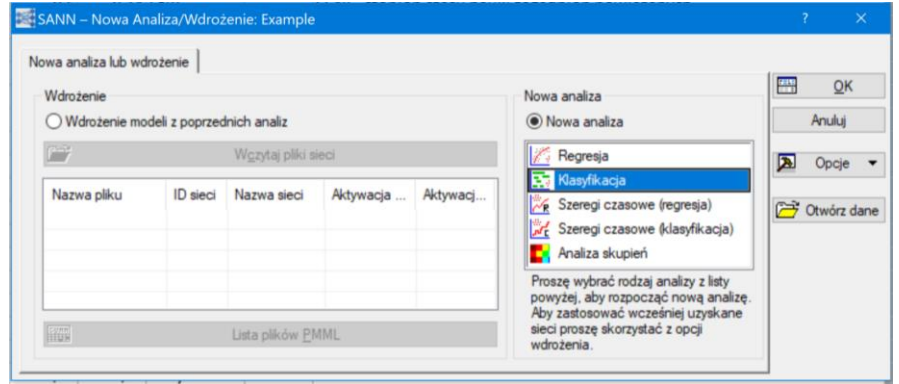 SANN – Nowa Analiza/Wdrożenie: Example
Nowa analiza lub wdrożenie
Wdrożenie
Wdrożenie modeli z poprzednich analiz
Wczytaj pliki sieci
Nazwa pliku ID sieci Nazwa sieci Aktywacja ... Aktywacj...
Lista plików PMML
Nowa analiza
Nowa analiza
Regresja
Klasyfikacja
Szeregi czasowe (regresja)
Szeregi czasowe (klasyfikacja)
Analiza skupień
Proszę wybrać rodzaj analizy z listy
powyżej, aby rozpocząć nową analizę.
Aby zastosować wcześniej uzyskane
sieci proszę skorzystać z opcji
wdrożenia.
OK
Anuluj
Opcje
Otwórz dane